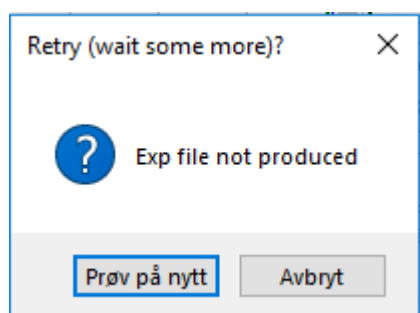 Retry (wait some more)?
Exp file not produced
Prøv på nytt
Avbryt